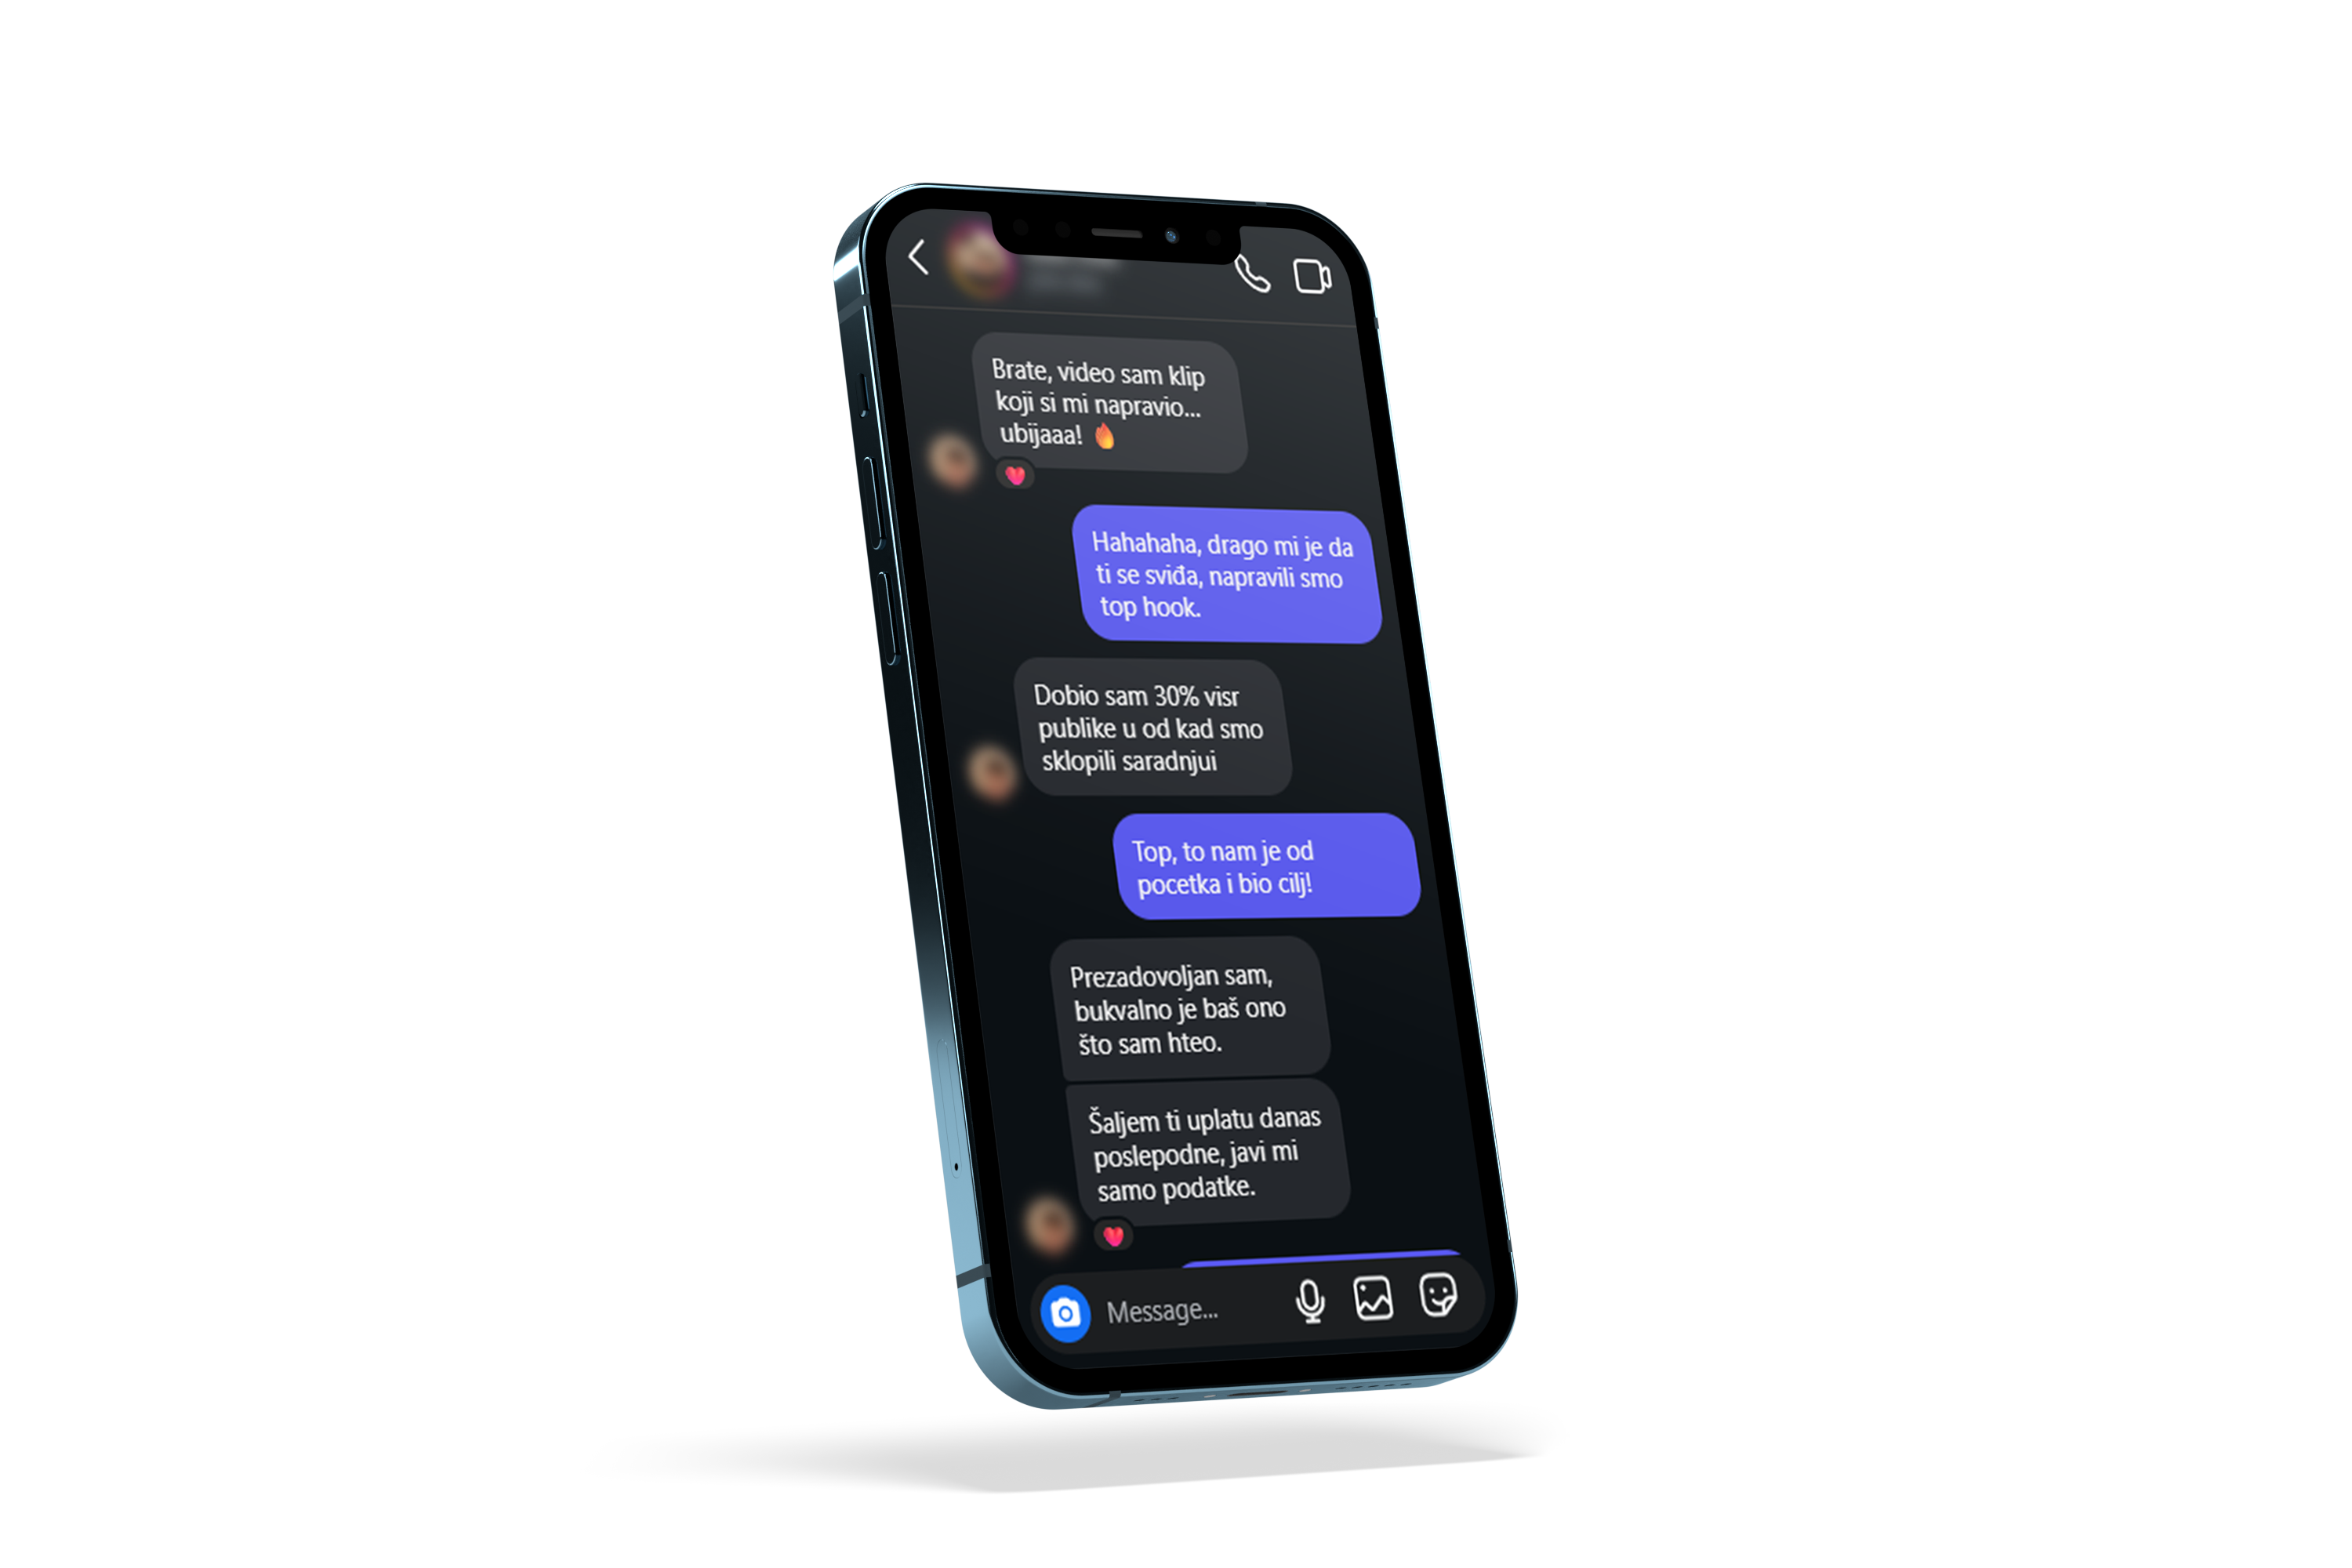 Brate, video sam klip
koji si mi napravio...
ubijaaa! 🔥
Hahahaha, drago mi je da
ti se sviđa, napravili smo
top hook.
Dobio sam 30% visr
publike u od kad smo
sklopili saradnjui
Top, to nam je od
pocetka i bio cilj!
Prezadovoljan sam,
bukvalno je baš ono
što sam hteo.
Šaljem ti uplatu danas
poslepodne, javi mi
samo podatke.
Message...